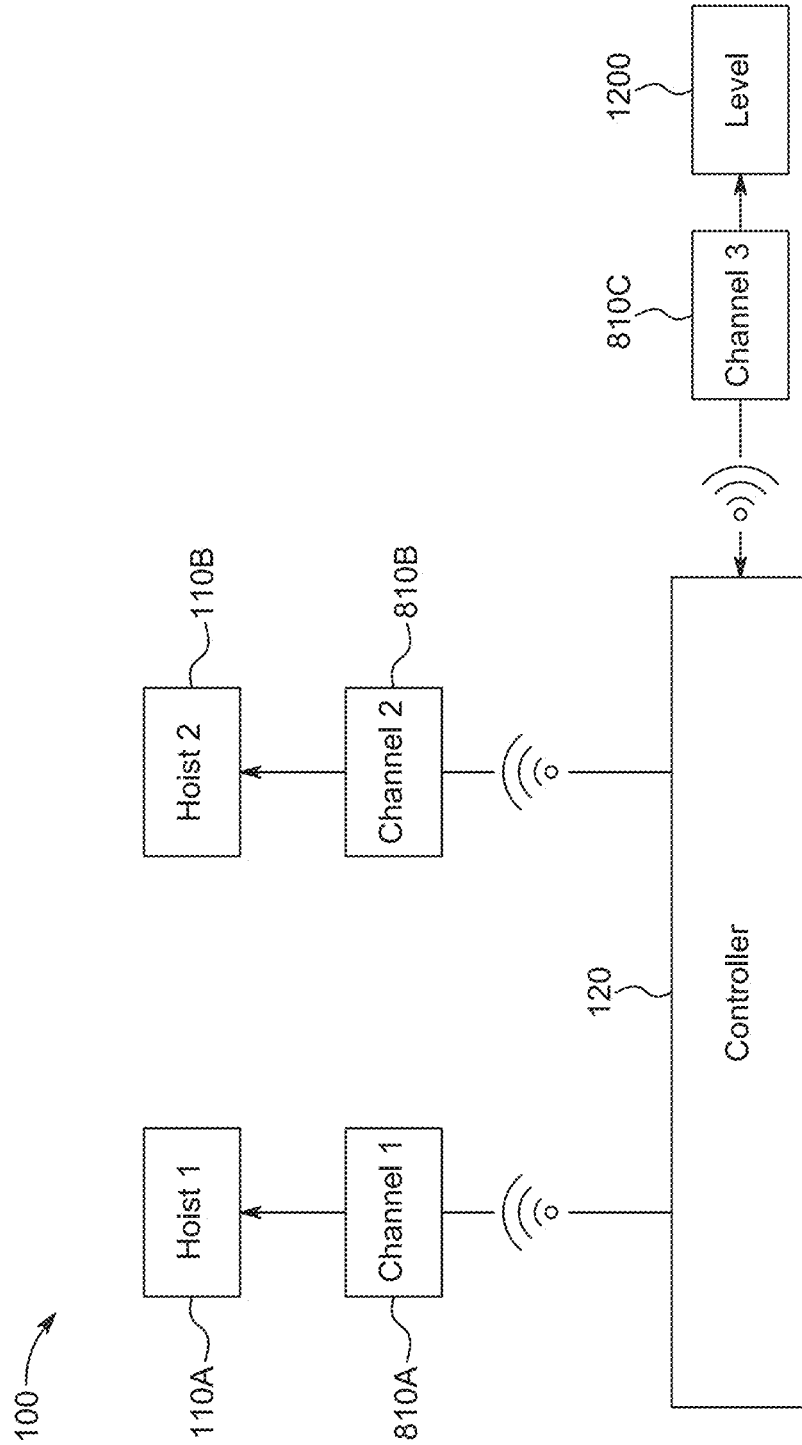 100
110A
Hoist 1
Hoist 2
110B
810A
Channel 1
Channel 2
810B
120
Controller
810C
Channel 3
1200
Level